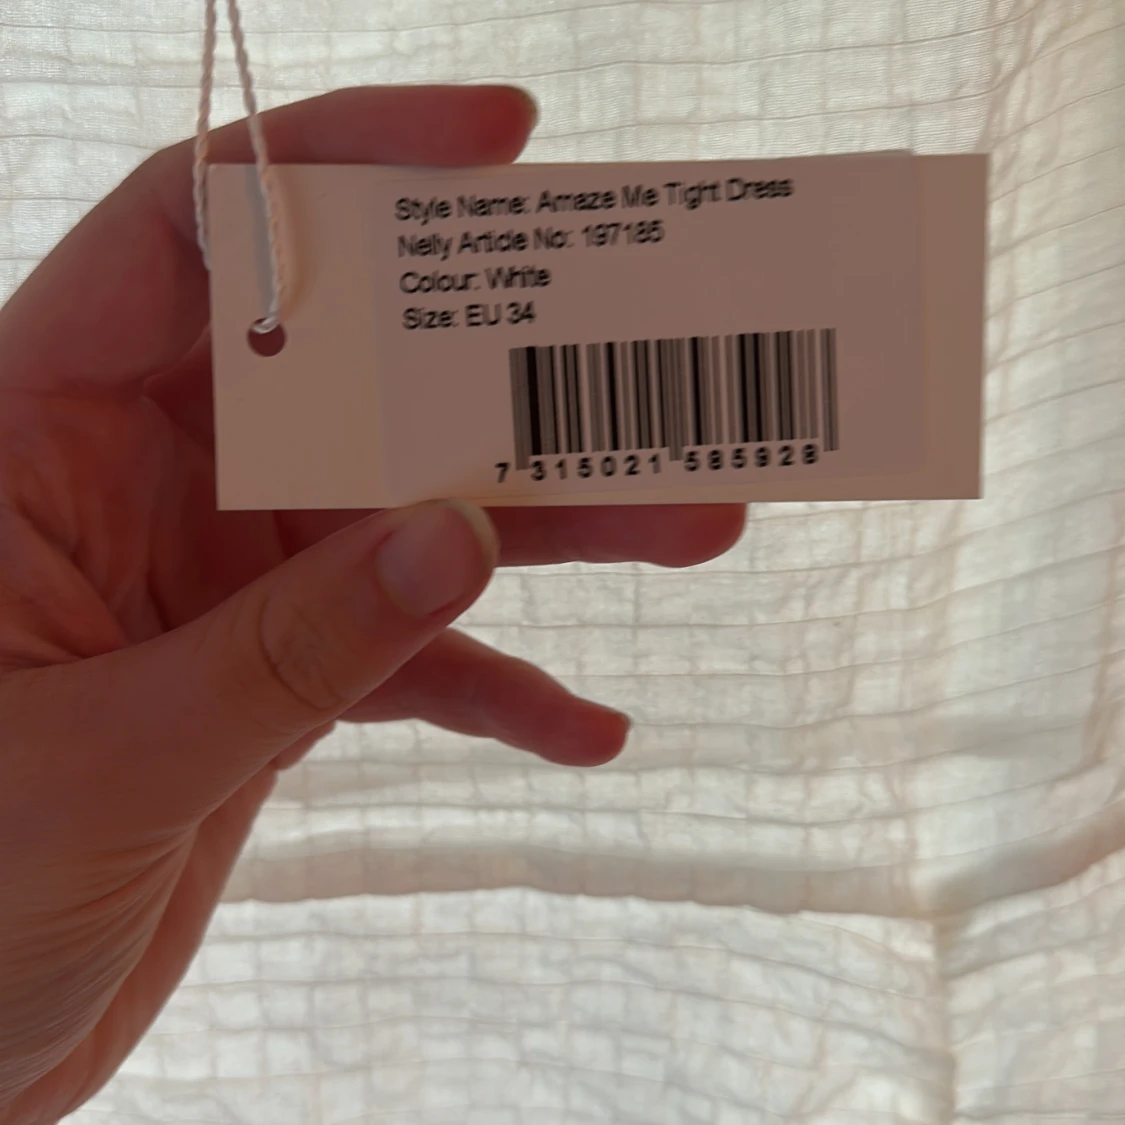 Style Name: Amaze Me Tight Dress
Nelly Article No: 197185
Colour: White
Size: EU 34
7 315021 585928